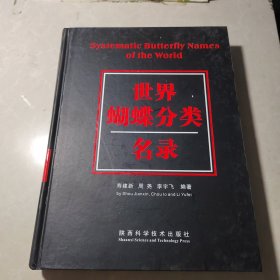 Systematic Butterfly Names
of the World
世界
蝴蝶分类
名录
寿建新 周尧 李宇飞 编著
by Shou Jianxin, Chou Io and Li Yufei
陕西科学技术出版社
Shaanxi Science and Technology Press